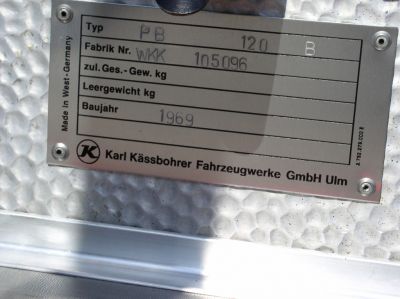 Typ PB 120 B
Fabrik Nr. WKK 105096
zul. Ges.- Gew. kg
Leergewicht kg
Baujahr 1969
K Karl Kässbohrer Fahrzeugwerke GmbH Ulm
Made in West - Germany